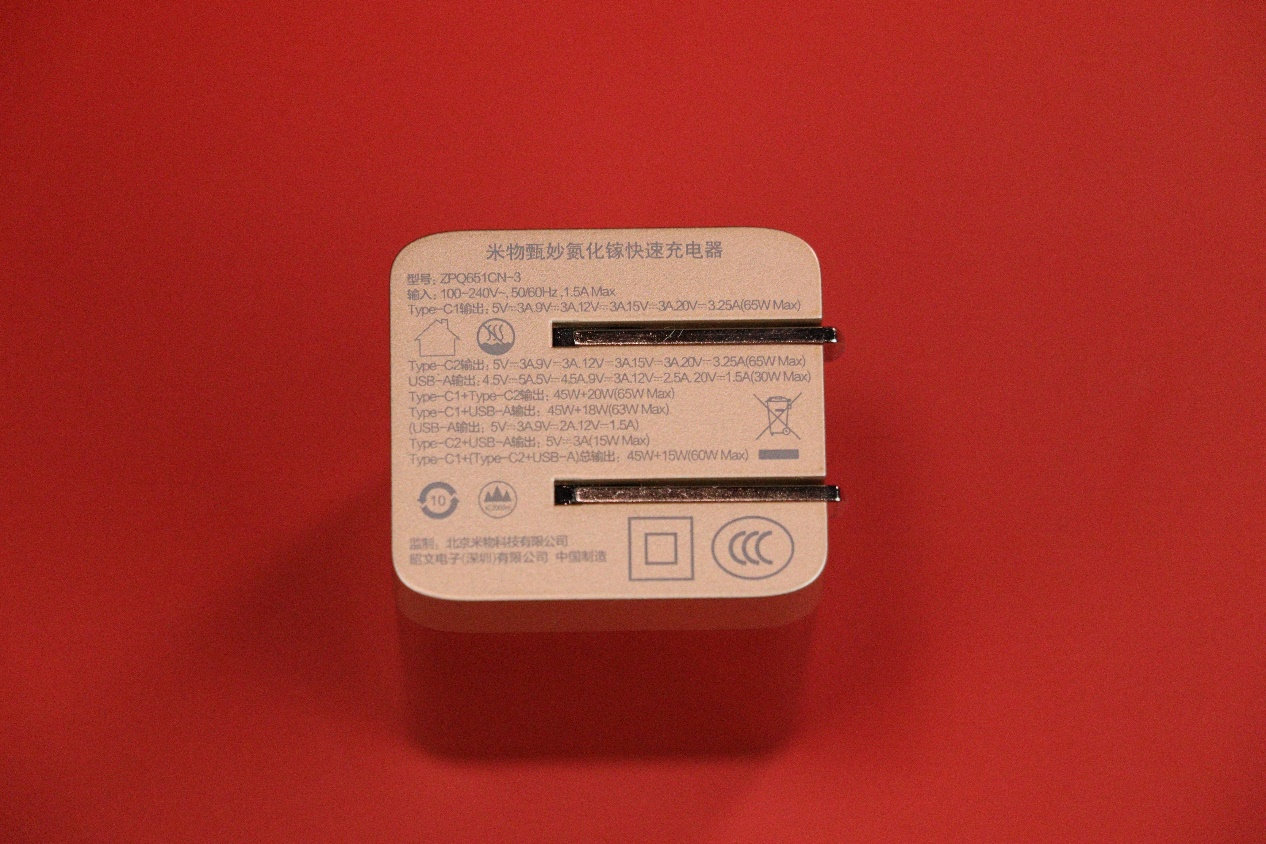 米物甄妙氮化镓快速充电器
型号: ZPQ651CN-3
输入: 100-240V~, 50/60Hz ,1.5A Max
Type-C1输出: 5V⎓3A.9V⎓3A.12V⎓3A.15V⎓3A.20V⎓3.25A(65W Max)
Type-C2输出: 5V⎓3A.9V⎓3A.12V⎓3A.15V⎓3A.20V⎓3.25A(65W Max)
USB-A输出: 4.5V⎓5A.5V⎓4.5A.9V⎓3A.12V⎓2.5A. 20V⎓1.5A(30W Max)
Type-C1+Type-C2输出: 45W+20W(65W Max)
Type-C1+USB-A输出: 45W+18W(63W Max)
(USB-A输出: 5V⎓3A.9V⎓2A.12V⎓1.5A)
Type-C2+USB-A输出: 5V⎓3A(15W Max)
Type-C1+(Type-C2+USB-A)总输出: 45W+15W(60W Max)
10
监制: 北京米物科技有限公司
昭文电子(深圳)有限公司 中国制造
CCC